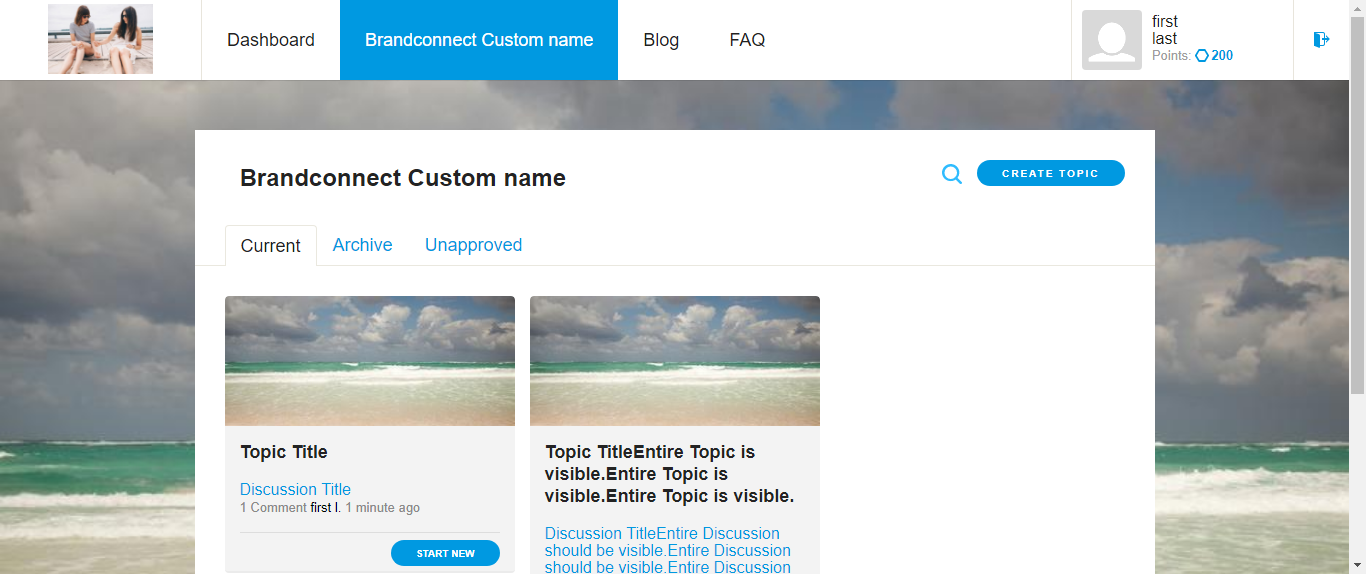 Dashboard
Brandconnect Custom name
Blog
FAQ
first
last
Points: 200
Brandconnect Custom name
CREATE TOPIC
Current
Archive
Unapproved
Topic Title
Discussion Title
1 Comment first l. 1 minute ago
START NEW
Topic TitleEntire Topic is
visible.Entire Topic is
visible.Entire Topic is visible.
Discussion TitleEntire Discussion
should be visible.Entire Discussion
should be visible.Entire Discussion